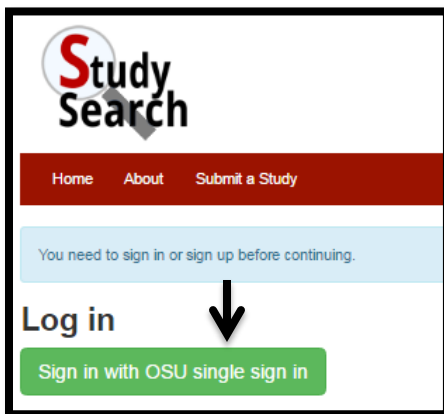 Study
Search
Home About Submit a Study
You need to sign in or sign up before continuing.
Log in
Sign in with OSU single sign in